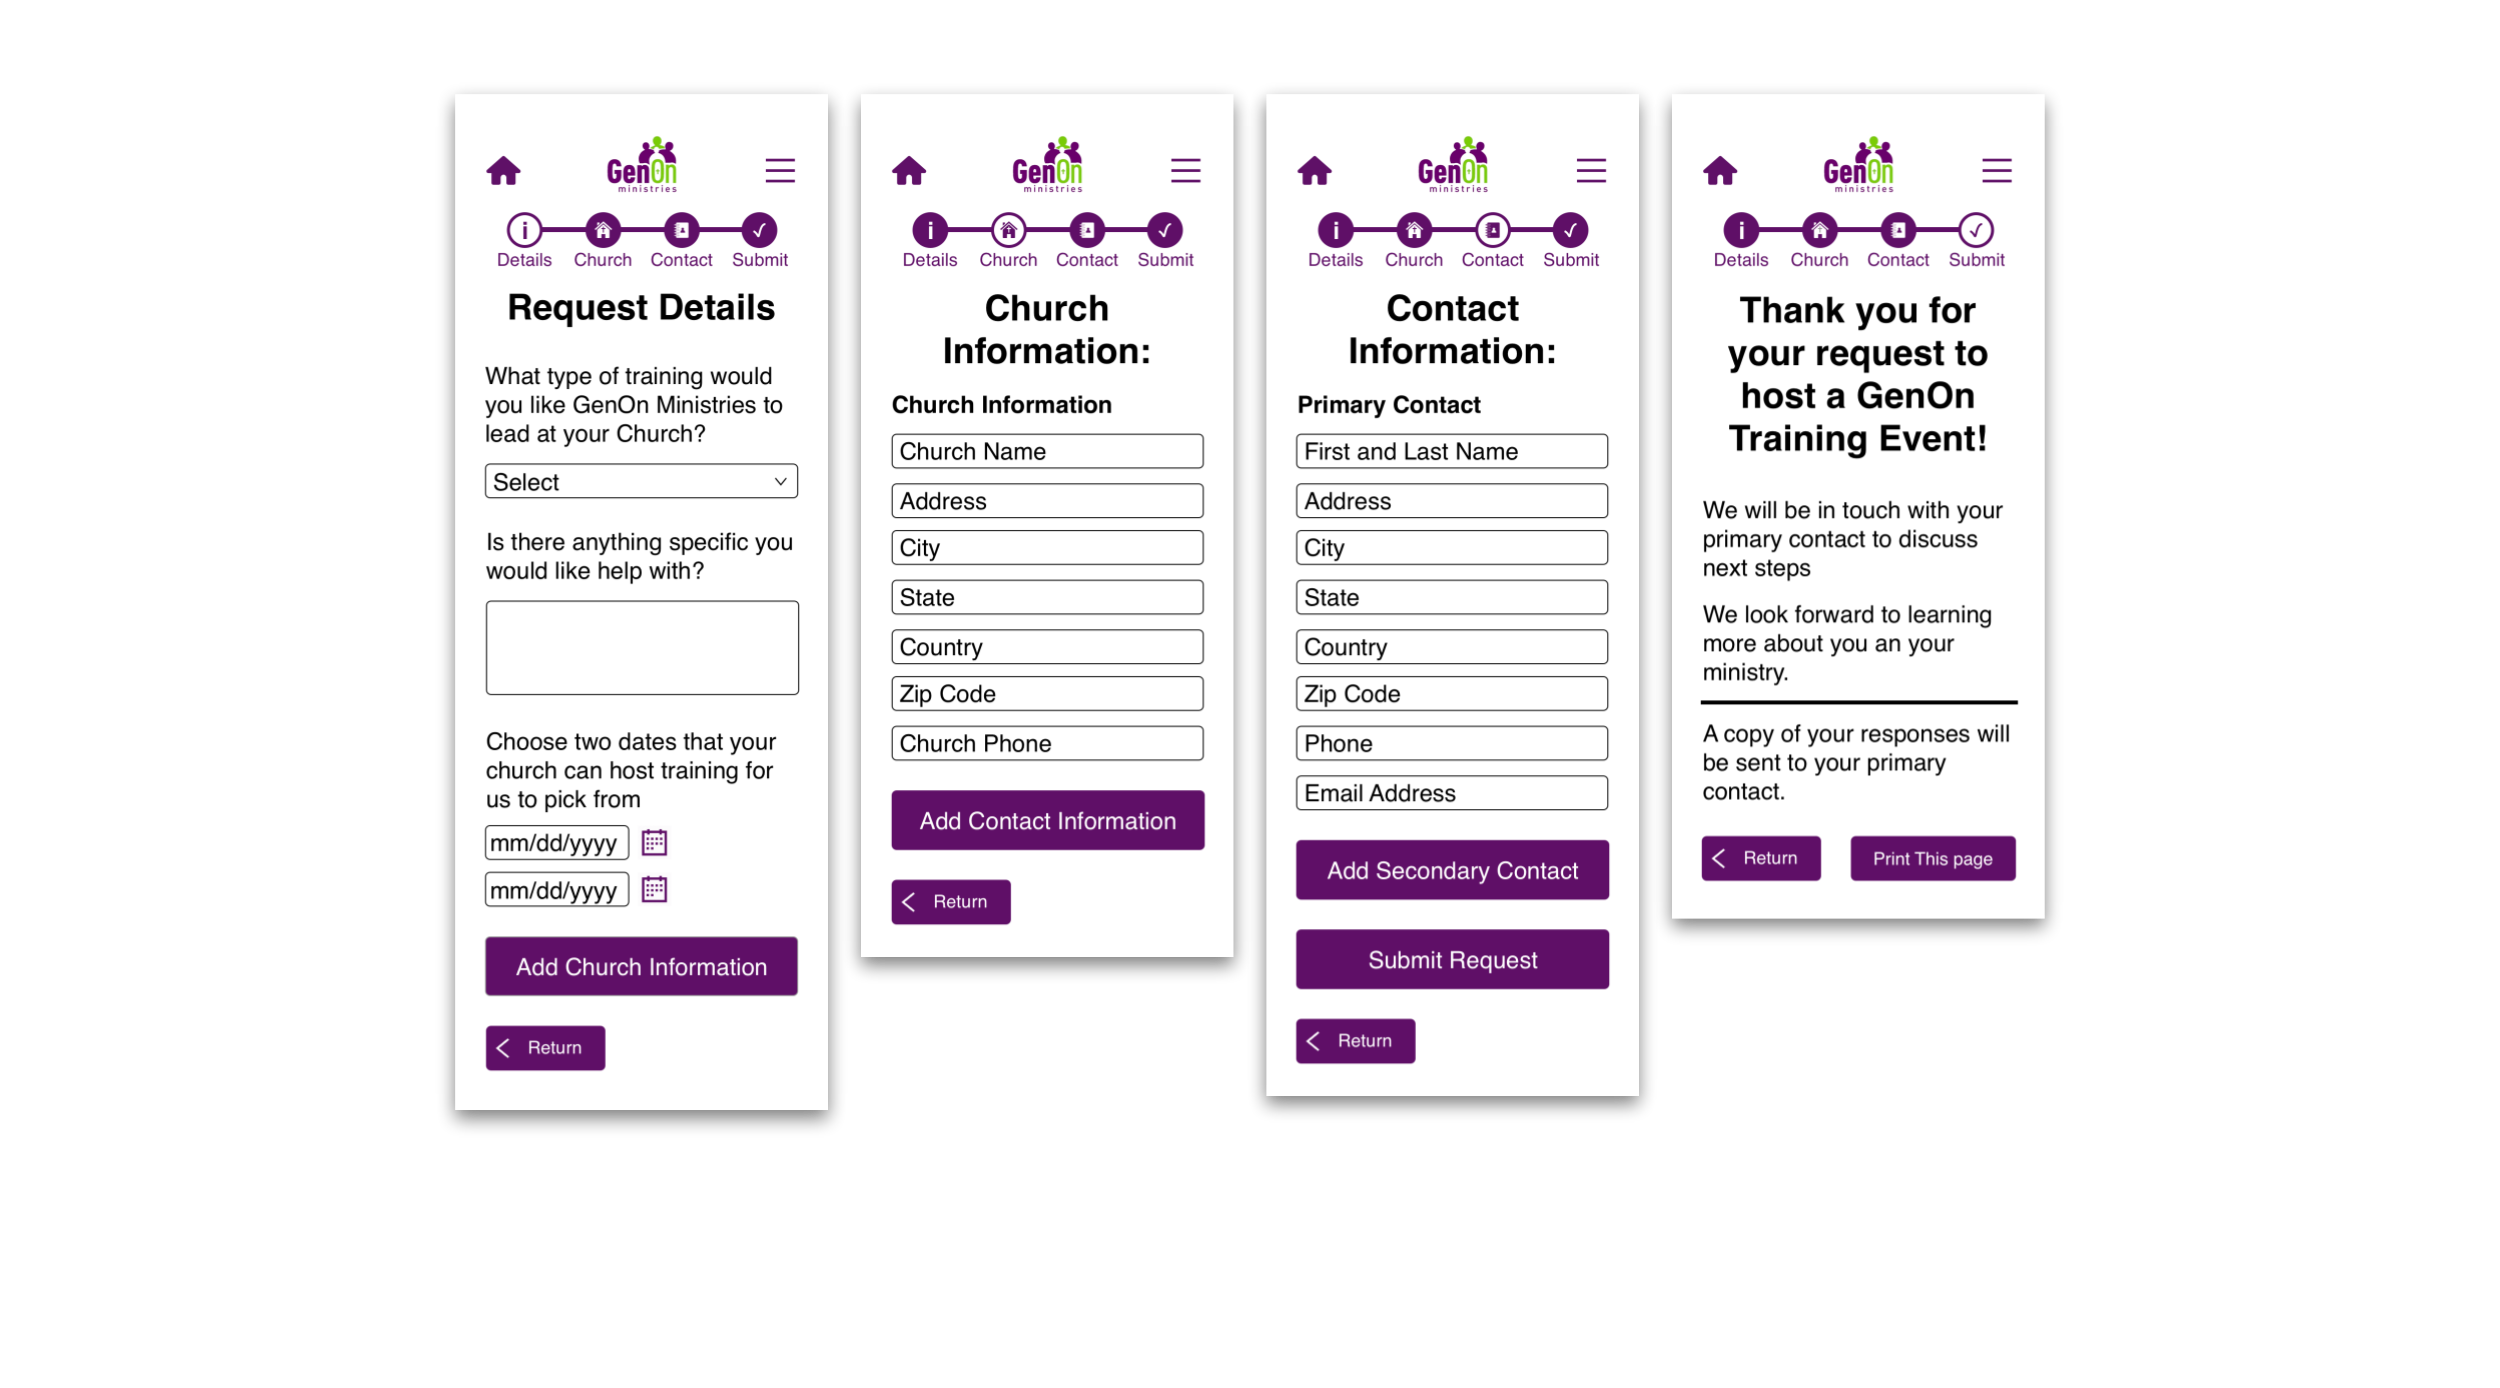 GenOn
ministries
Details Church Contact Submit
Request Details
What type of training would
you like GenOn Ministries to
lead at your Church?
Select
Is there anything specific you
would like help with?
Choose two dates that your
church can host training for
us to pick from
mm/dd/yyyy
mm/dd/yyyy
Add Church Information
Return
GenOn
ministries
Details Church Contact Submit
Church
Information:
Church Information
Church Name
Address
City
State
Country
Zip Code
Church Phone
Add Contact Information
Return
GenOn
ministries
Details Church Contact Submit
Contact
Information:
Primary Contact
First and Last Name
Address
City
State
Country
Zip Code
Phone
Email Address
Add Secondary Contact
Submit Request
Return
GenOn
ministries
Details Church Contact Submit
Thank you for
your request to
host a GenOn
Training Event!
We will be in touch with your
primary contact to discuss
next steps
We look forward to learning
more about you an your
ministry.
A copy of your responses will
be sent to your primary
contact.
Return Print This page